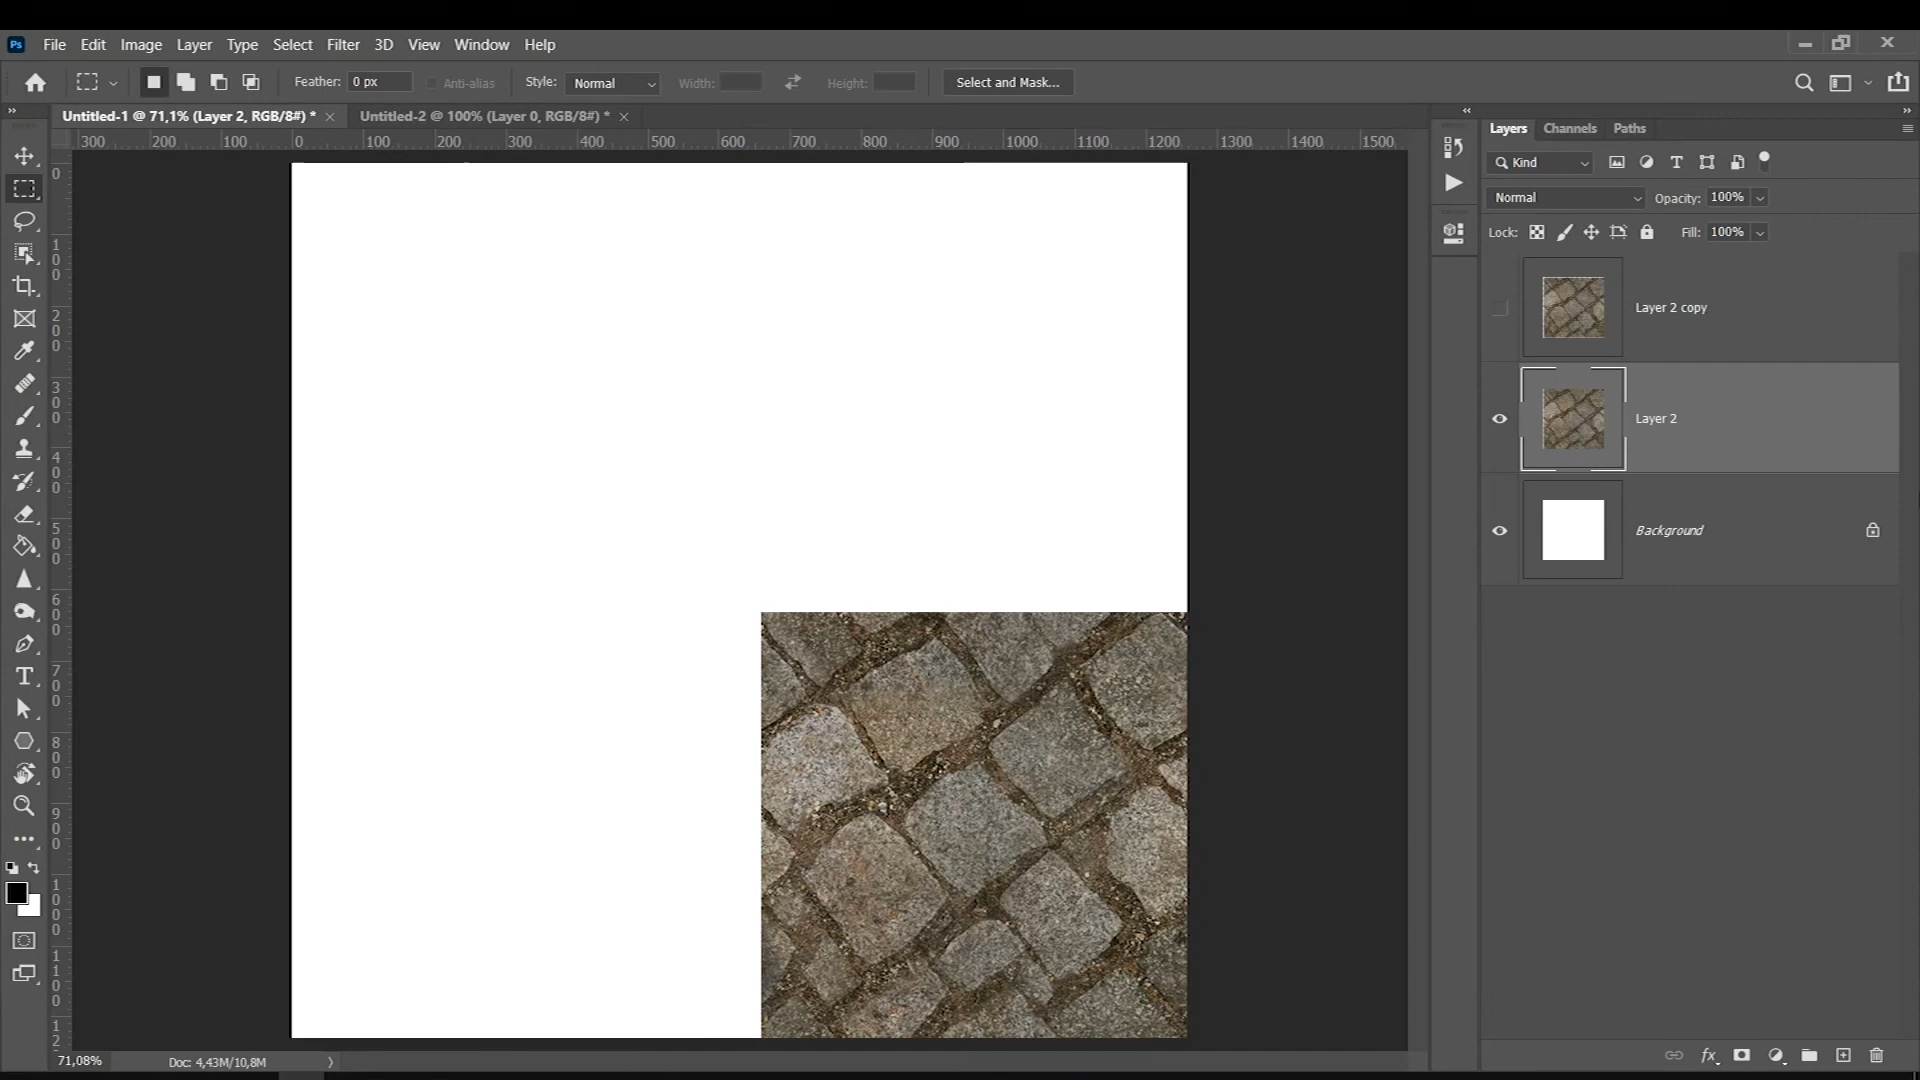 Ps File Edit Image Layer Type Select Filter 3D View Window Help
Feather: 0 px Anti-alias Style: Normal Width: Height: Select and Mask...
Untitled-1 @ 71,1% (Layer 2, RGB/8#) * Untitled-2 @ 100% (Layer 0, RGB/8#) *
300 200 100 0 100 200 300 400 500 600 700 800 900 1000 1100 1200 1300 1400 1500
0
100
200
300
400
500
600
700
800
900
1000
1100
12
Layers Channels Paths
Kind
Normal Opacity: 100%
Lock: Fill: 100%
Layer 2 copy
Layer 2
Background
fx
71,08% Doc: 4,43M/10,8M